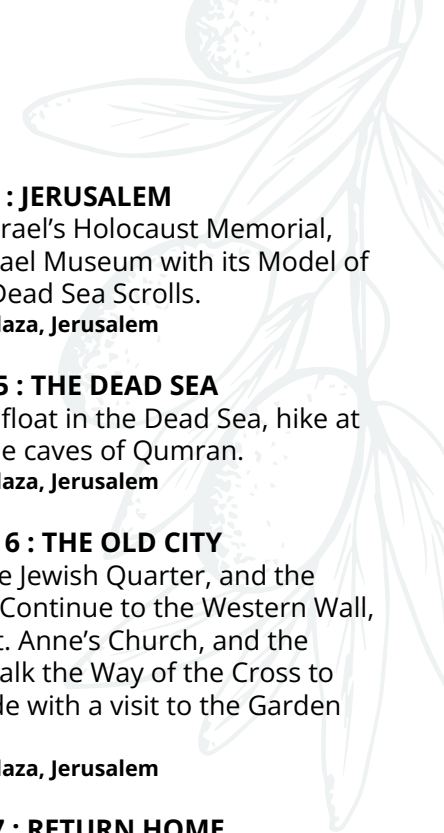 : JERUSALEM
rael’s Holocaust Memorial,
ael Museum with its Model of
Dead Sea Scrolls.
laza, Jerusalem
5 : THE DEAD SEA
float in the Dead Sea, hike at
e caves of Qumran.
laza, Jerusalem
6 : THE OLD CITY
e Jewish Quarter, and the
Continue to the Western Wall,
t. Anne’s Church, and the
alk the Way of the Cross to
de with a visit to the Garden
laza, Jerusalem
7 : RETURN HOME